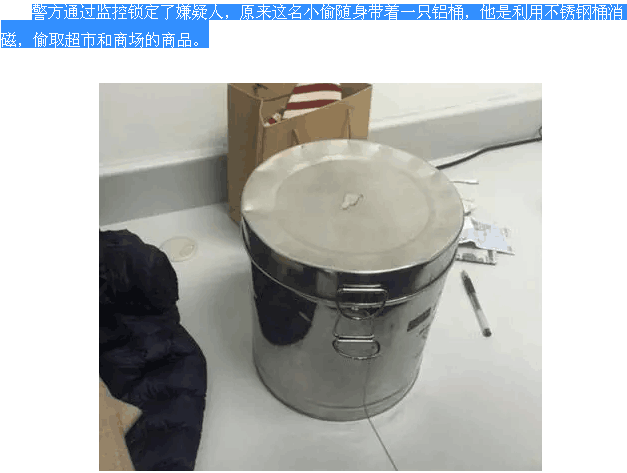 警方通过监控锁定了嫌疑人，原来这名小偷随身带着一只铝桶，他是利用不锈钢桶消
磁，偷取超市和商场的商品。